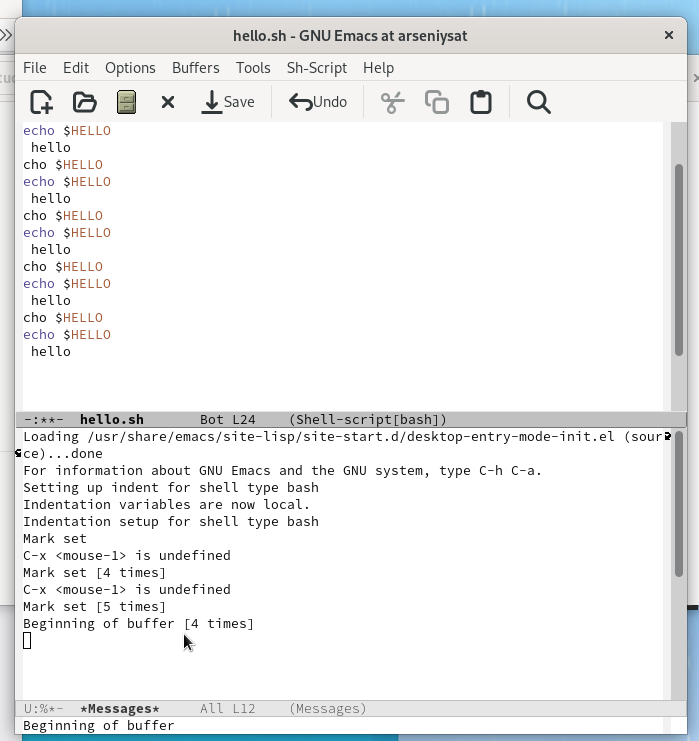 hello.sh - GNU Emacs at arseniysat
File Edit Options Buffers Tools Sh-Script Help
Save Undo
echo $HELLO
hello
cho $HELLO
echo $HELLO
hello
cho $HELLO
echo $HELLO
hello
cho $HELLO
echo $HELLO
hello
cho $HELLO
echo $HELLO
hello
-:**- hello.sh Bot L24 (Shell-script[bash])
Loading /usr/share/emacs/site-lisp/site-start.d/desktop-entry-mode-init.el (sour
ce)...done
For information about GNU Emacs and the GNU system, type C-h C-a.
Setting up indent for shell type bash
Indentation variables are now local.
Indentation setup for shell type bash
Mark set
C-x <mouse-1> is undefined
Mark set [4 times]
C-x <mouse-1> is undefined
Mark set [5 times]
Beginning of buffer [4 times]
U:%*- *Messages* All L12 (Messages)
Beginning of buffer